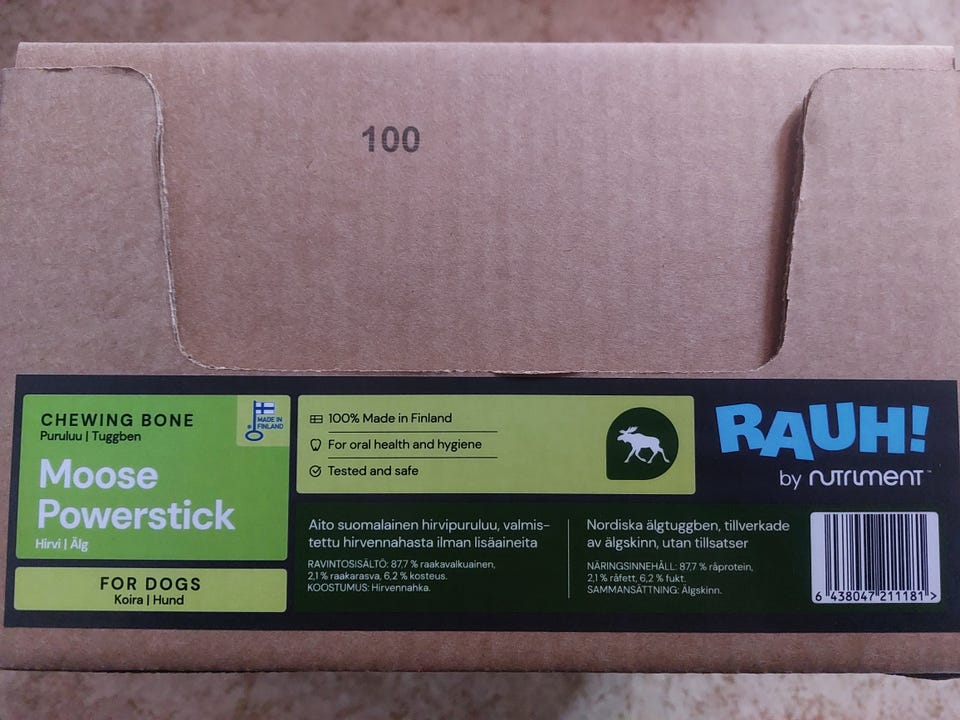 100
CHEWING BONE
Puruluu | Tuggben
MADE IN
FINLAND
Moose
Powerstick
Hirvi | Älg
FOR DOGS
Koira | Hund
100% Made in Finland
For oral health and hygiene
Tested and safe
Aito suomalainen hirvipuruluu, valmis-
tettu hirvennahasta ilman lisäaineita
RAVINTOSISÄLTÖ: 87,7 % raakavalkuainen,
2,1 % raakarasva, 6,2 % kosteus.
KOOSTUMUS: Hirvennahka.
Nordiska älgtuggben, tillverkade
av älgskinn, utan tillsatser
NÄRINGSINNEHÅLL: 87,7 % råprotein,
2,1 % råfett, 6,2 % fukt.
SAMMANSÄTTNING: Älgskinn.
RAUH!
by nutriment™
6 438047 211181 >